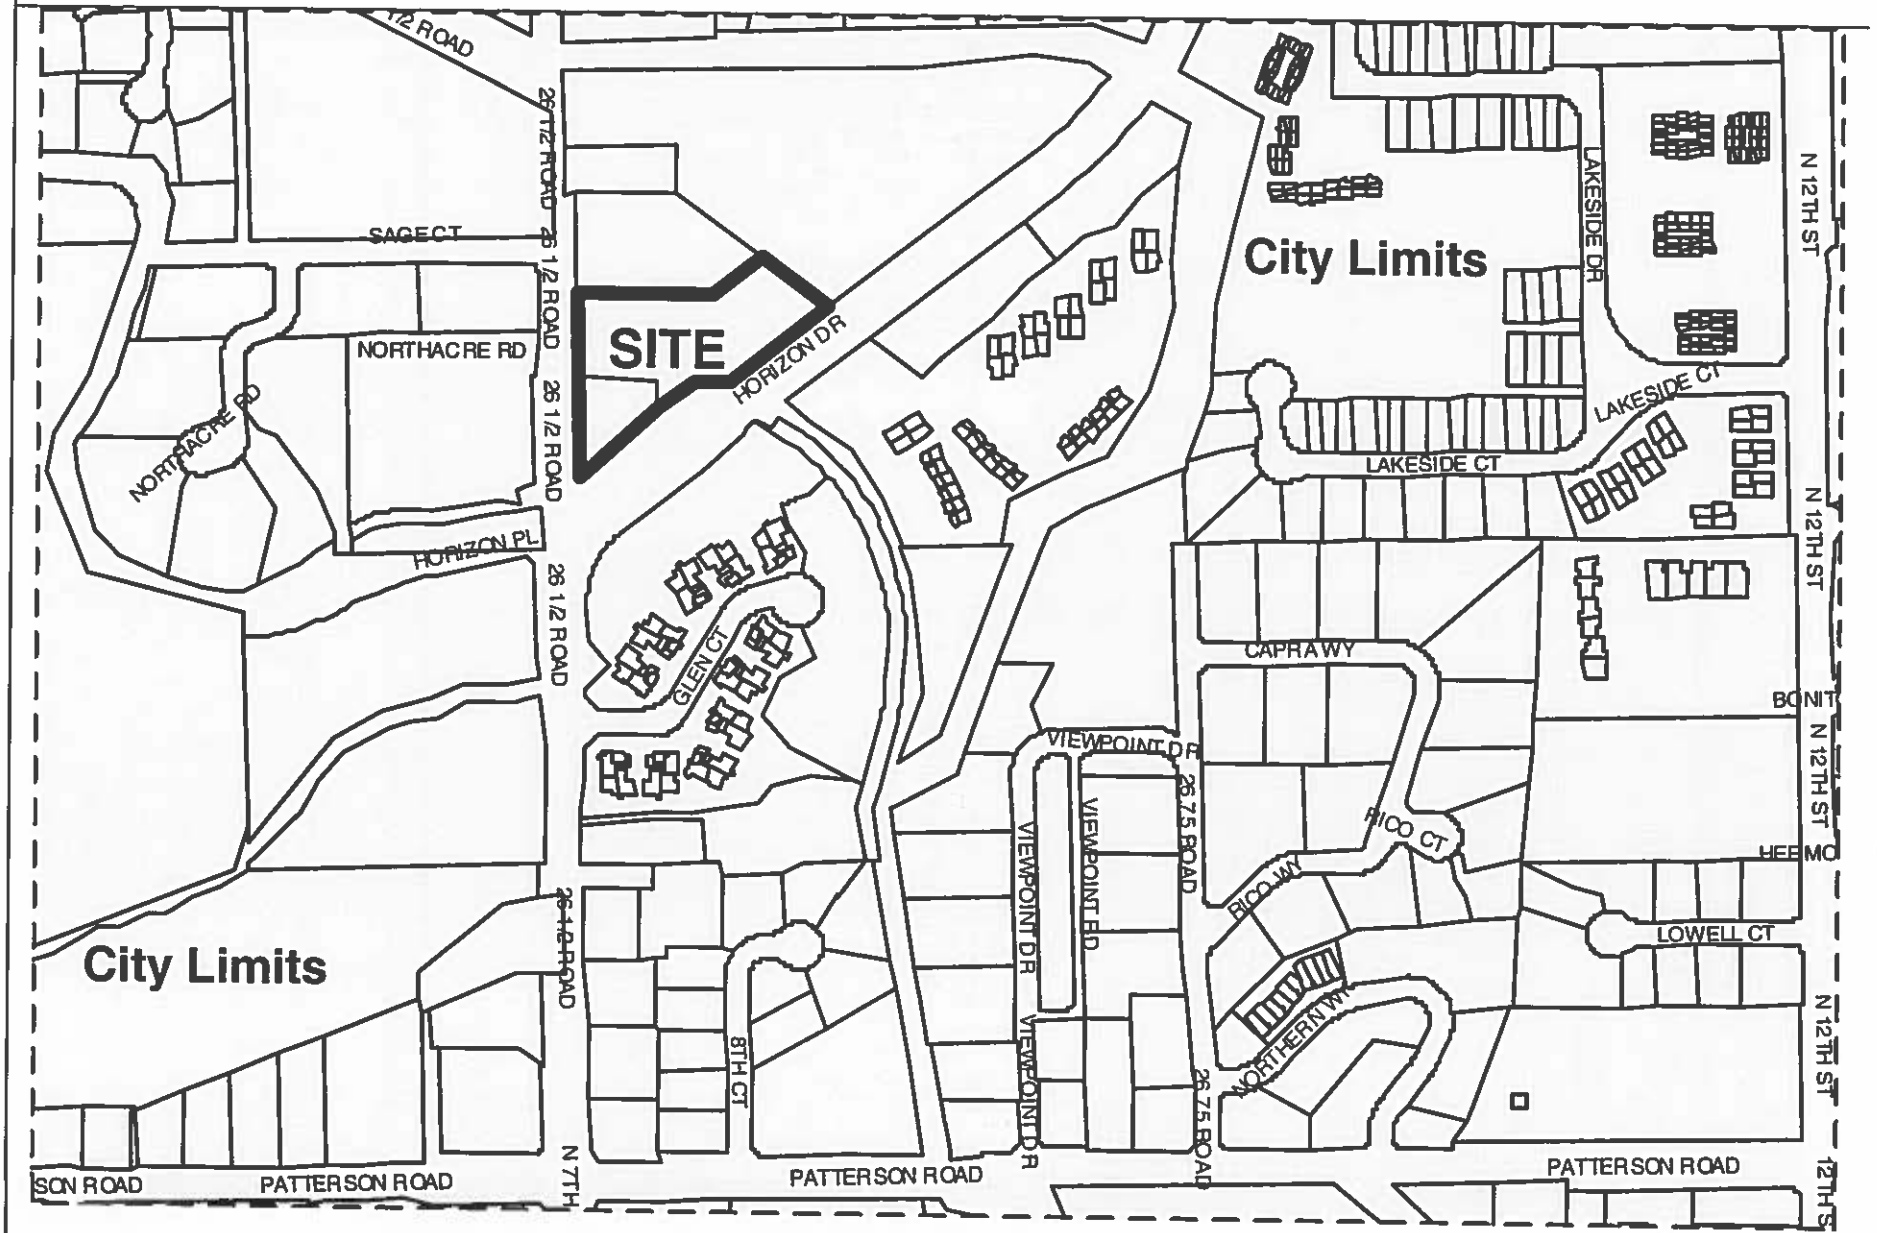 1/2 ROAD
26 1/2 ROAD
LAKESIDE DR
N 12TH ST
SAGE CT
26 1/2 ROAD
City Limits
SITE
NORTHACRE RD
HORIZON DR
26 1/2 ROAD
NORTHACRE RD
LAKESIDE CT
LAKESIDE CT
HORIZON PL
N 12TH ST
26 1/2 ROAD
GLEN CT
CAPRA WY
BONIT
VIEWPOINT DR
N 12TH ST
26.75 ROAD
VIEWPOINT DR
VIEWPOINT RD
RICO CT
HERMO
RICO WY
26 1/2 ROAD
LOWELL CT
City Limits
NORTHERN WY
N 12TH ST
8TH CT
VIEWPOINT DR
26.75 ROAD
N 7TH
SON ROAD
PATTERSON ROAD
PATTERSON ROAD
PATTERSON ROAD
12TH S